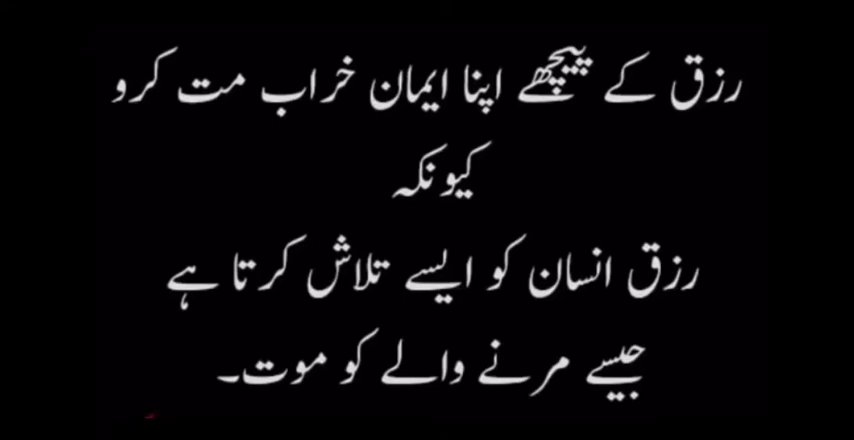 رزق کے پیچھے اپنا ایمان خراب مت کرو
کیونکہ
رزق انسان کو ایسے تلاش کرتا ہے
جیسے مرنے والے کو موت۔